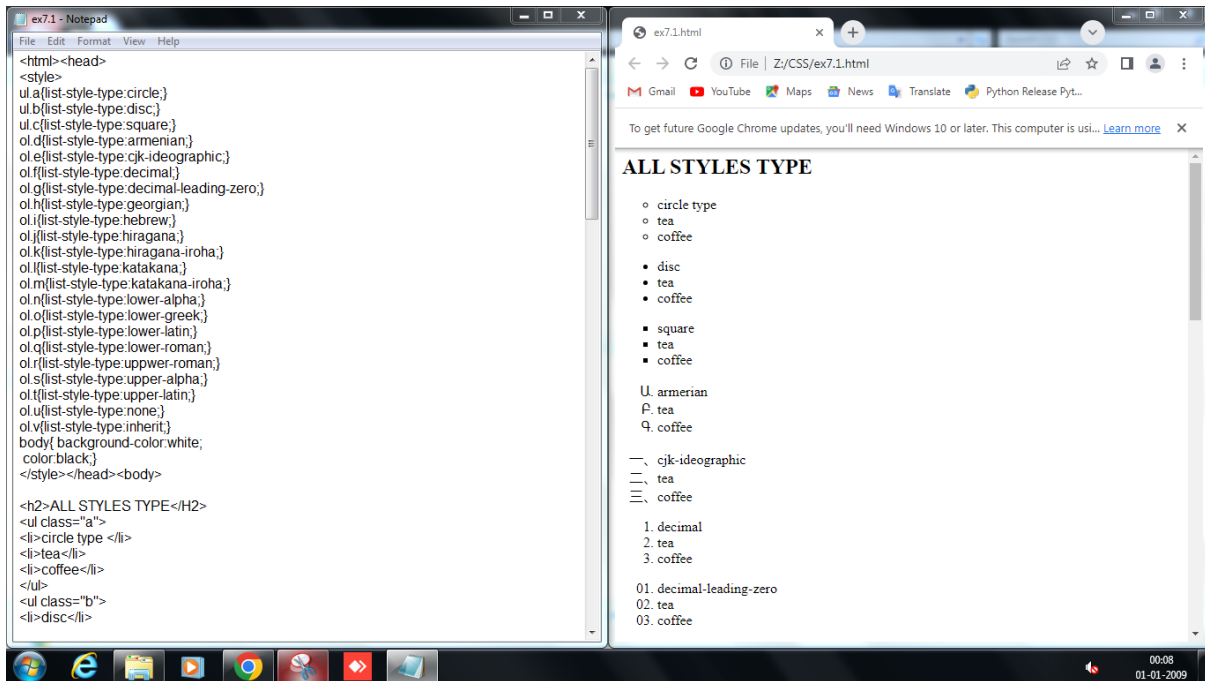 ex7.1 - Notepad
File Edit Format View Help
<html><head>
<style>
ul.a{list-style-type:circle;}
ul.b{list-style-type:disc;}
ul.c{list-style-type:square;}
ol.d{list-style-type:armenian;}
ol.e{list-style-type:cjk-ideographic;}
ol.f{list-style-type:decimal;}
ol.g{list-style-type:decimal-leading-zero;}
ol.h{list-style-type:georgian;}
ol.i{list-style-type:hebrew;}
ol.j{list-style-type:hiragana;}
ol.k{list-style-type:hiragana-iroha;}
ol.l{list-style-type:katakana;}
ol.m{list-style-type:katakana-iroha;}
ol.n{list-style-type:lower-alpha;}
ol.o{list-style-type:lower-greek;}
ol.p{list-style-type:lower-latin;}
ol.q{list-style-type:lower-roman;}
ol.r{list-style-type:uppwer-roman;}
ol.s{list-style-type:upper-alpha;}
ol.t{list-style-type:upper-latin;}
ol.u{list-style-type:none;}
ol.v{list-style-type:inherit;}
body{ background-color:white;
color:black;}
</style></head><body>
<h2>ALL STYLES TYPE</H2>
<ul class="a">
<li>circle type </li>
<li>tea</li>
<li>coffee</li>
</ul>
<ul class="b">
<li>disc</li>
ex7.1.html
File | Z:/CSS/ex7.1.html
Gmail YouTube Maps News Translate Python Release Pyt...
To get future Google Chrome updates, you'll need Windows 10 or later. This computer is usi... Learn more
ALL STYLES TYPE
circle type
tea
coffee
disc
tea
coffee
square
tea
coffee
Ա. armerian
Բ. tea
Գ. coffee
一、 cjk-ideographic
二、 tea
三、 coffee
1. decimal
2. tea
3. coffee
01. decimal-leading-zero
02. tea
03. coffee
00:08
01-01-2009